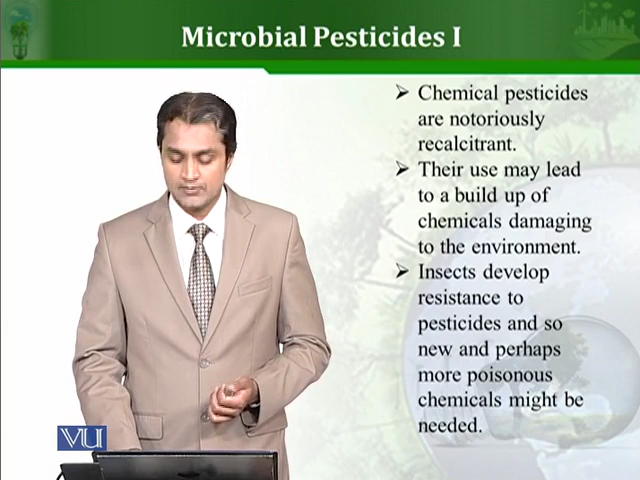 Microbial Pesticides I
➢ Chemical pesticides
are notoriously
recalcitrant.
➢ Their use may lead
to a build up of
chemicals damaging
to the environment.
➢ Insects develop
resistance to
pesticides and so
new and perhaps
more poisonous
chemicals might be
needed.
VU